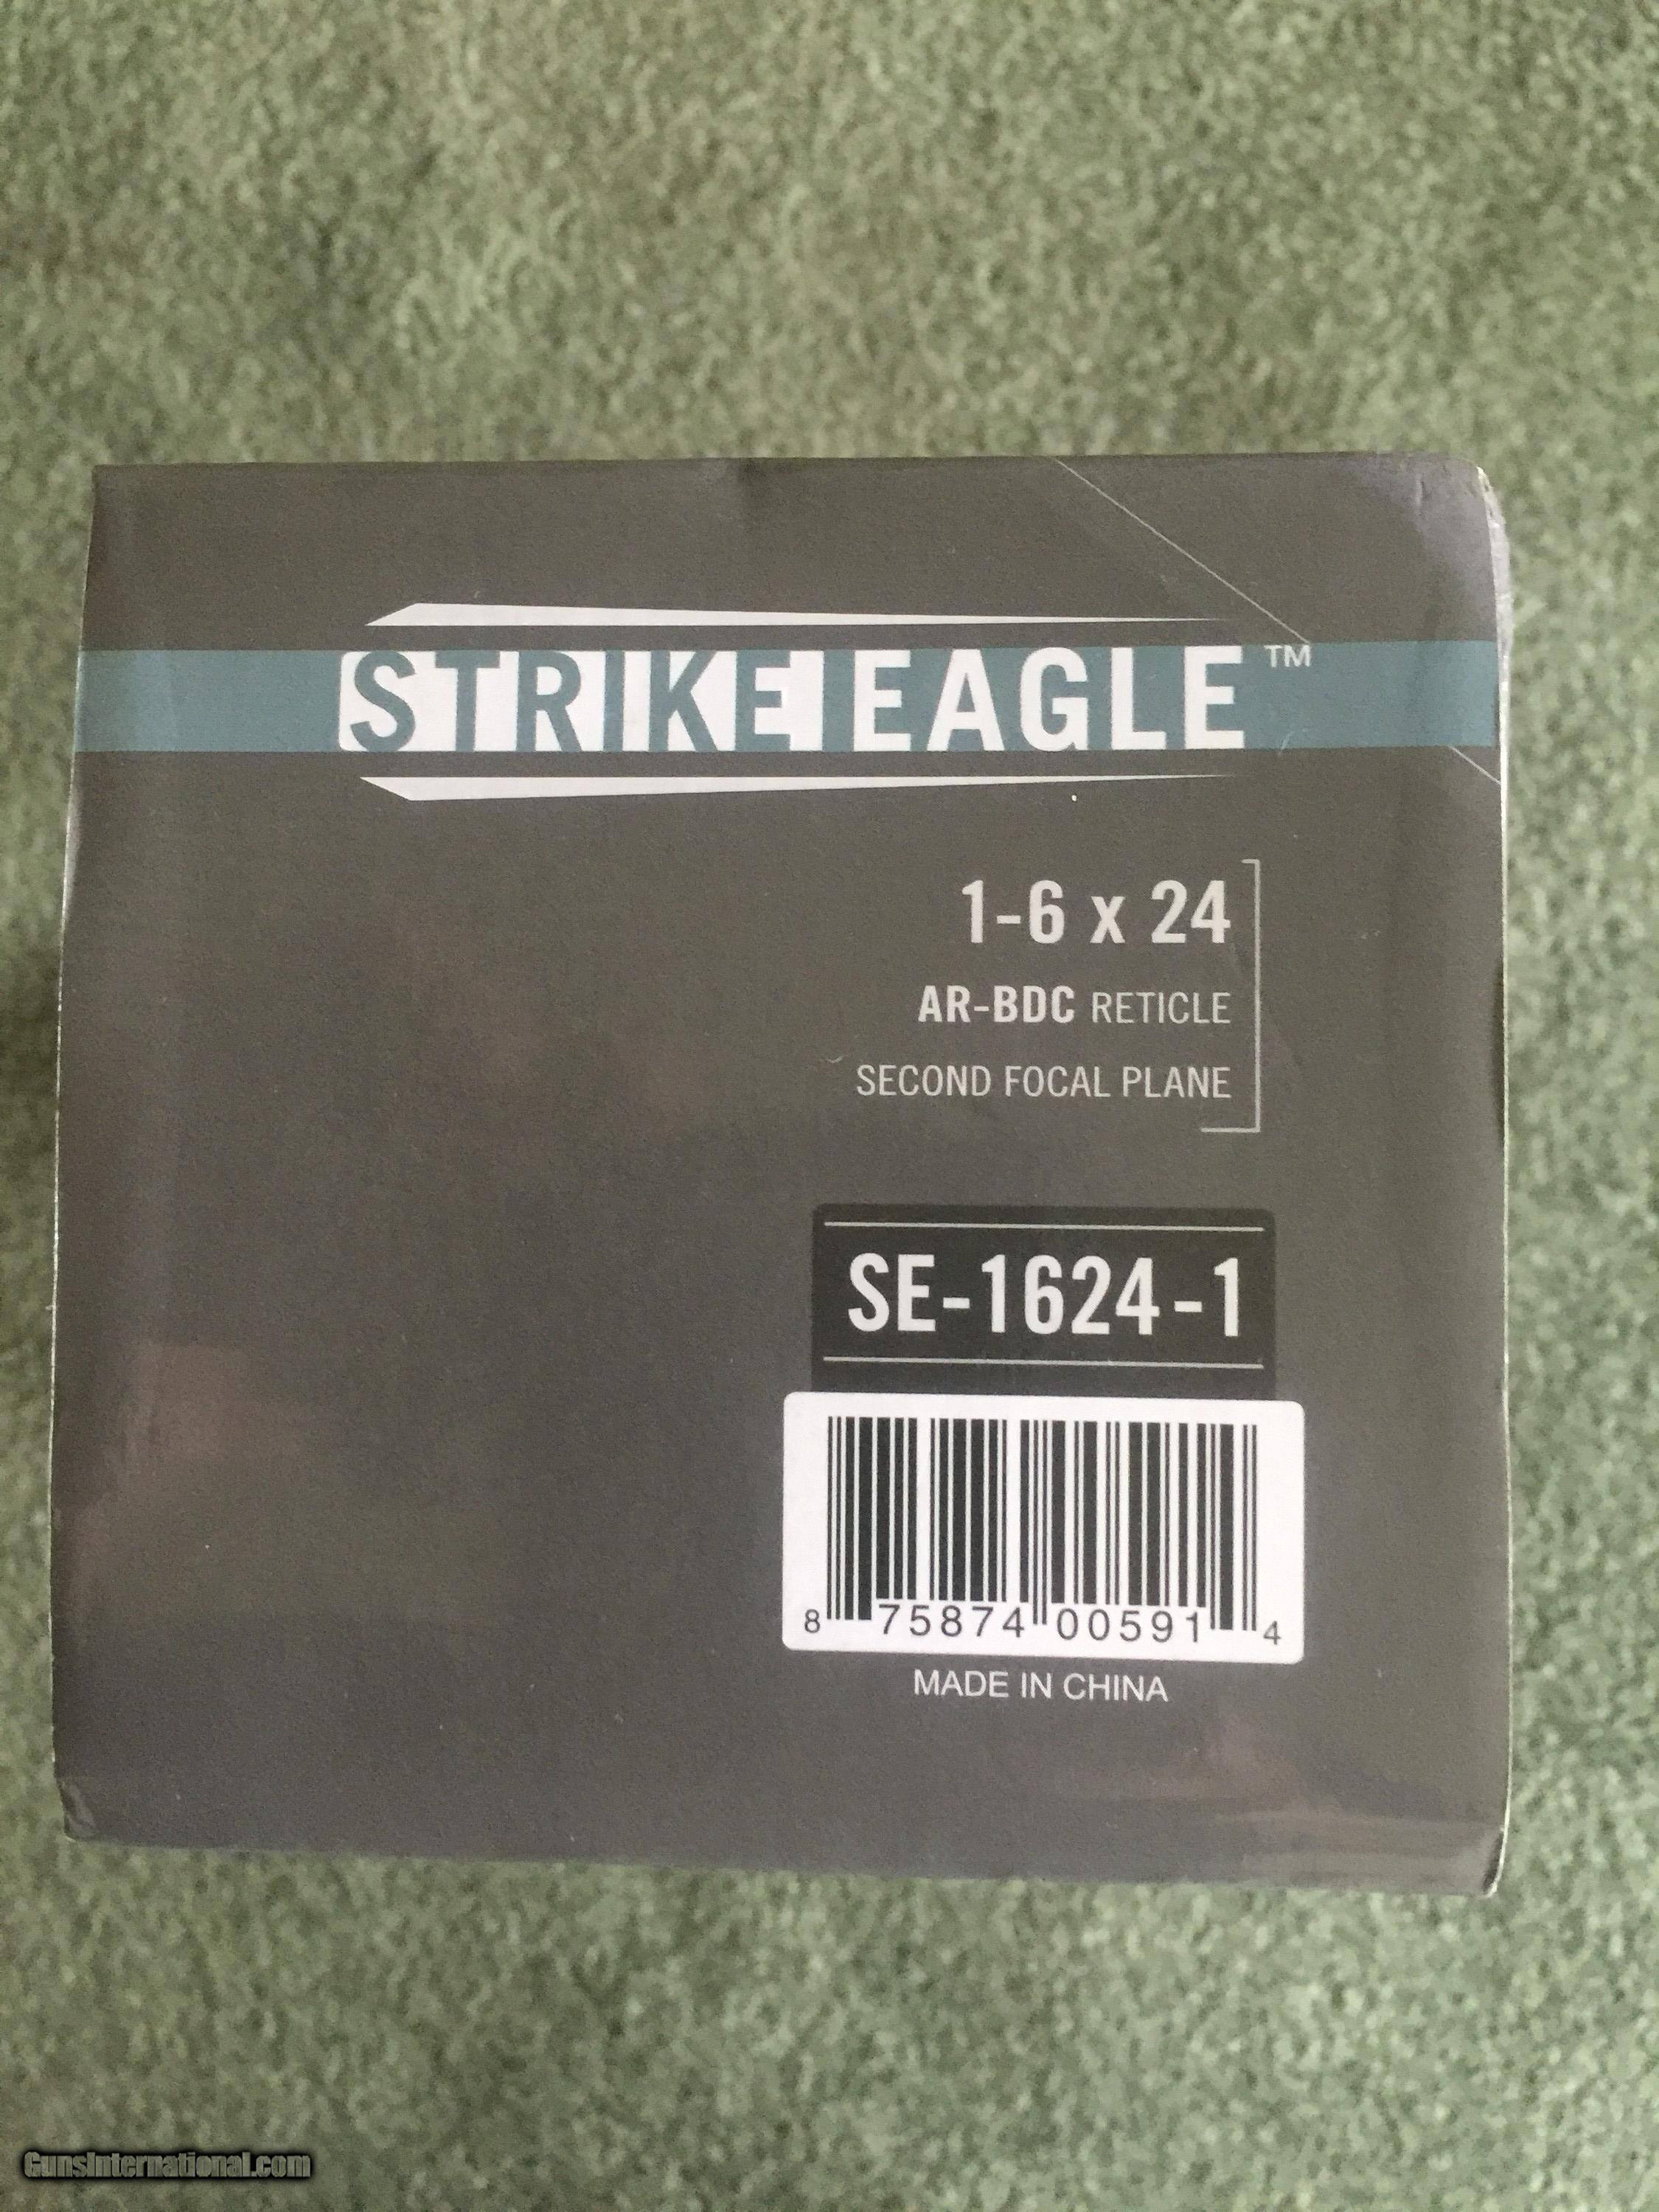 STRIKE EAGLE™
1-6 x 24
AR-BDC RETICLE
SECOND FOCAL PLANE
SE-1624-1
8 75874 00591 4
MADE IN CHINA
GunsInternational.com